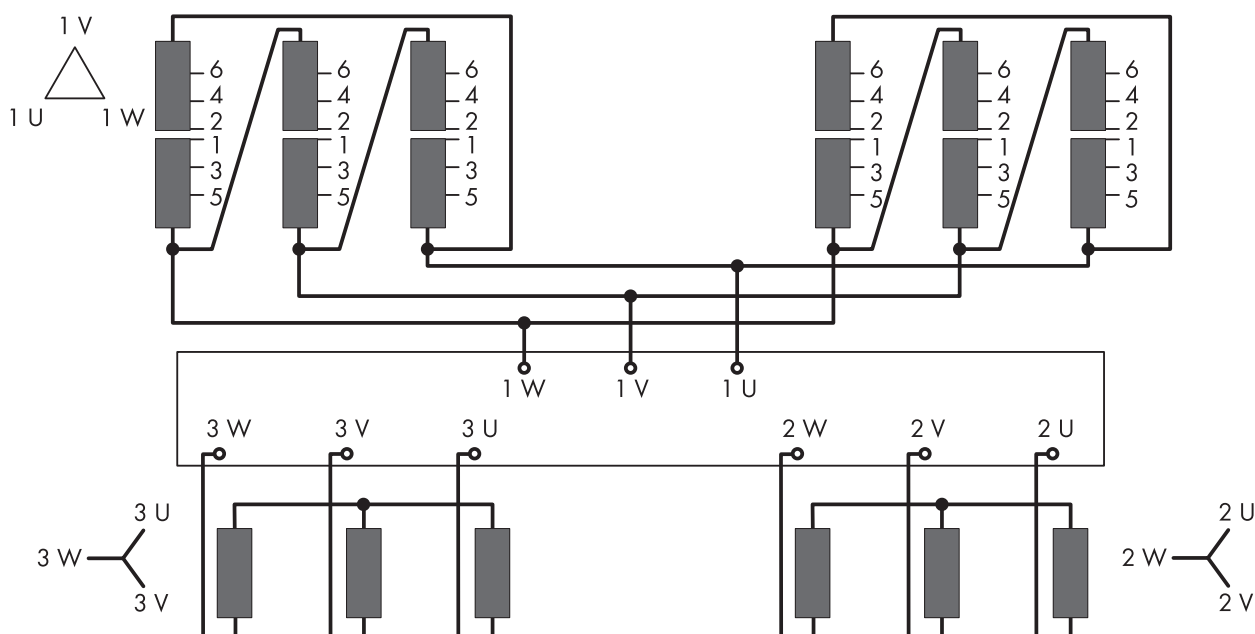 1 V
1 U
1 W
6 6 6 6 6 6
4 4 4 4 4 4
2 2 2 2 2 2
1 1 1 1 1 1
3 3 3 3 3 3
5 5 5 5 5 5
1 W 1 V 1 U
3 W 3 V 3 U 2 W 2 V 2 U
3 U
3 W
3 V
2 U
2 W
2 V